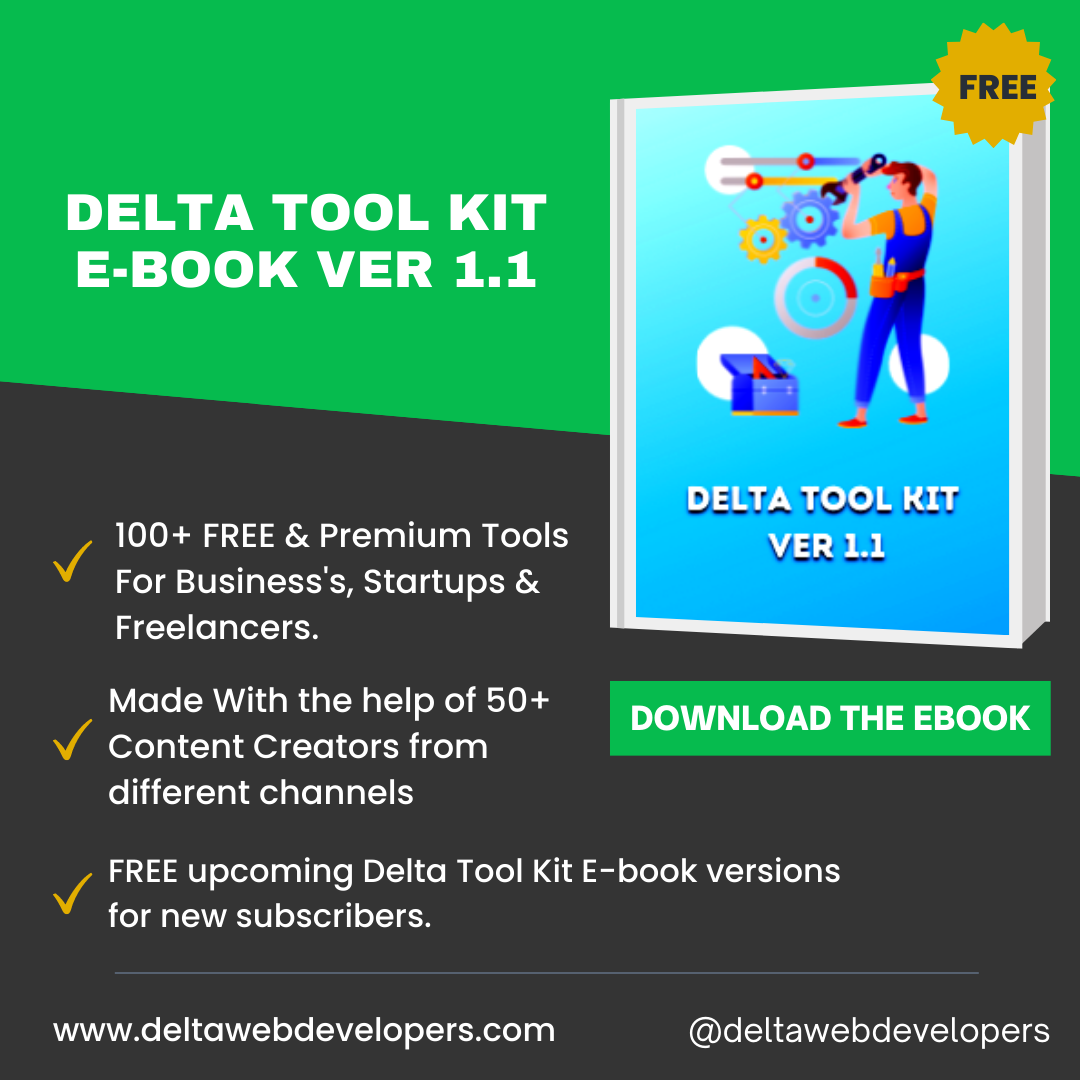 FREE
DELTA TOOL KIT
E-BOOK VER 1.1
DELTA TOOL KIT
VER 1.1
100+ FREE & Premium Tools
For Business's, Startups &
Freelancers.
Made With the help of 50+
Content Creators from
different channels
DOWNLOAD THE EBOOK
FREE upcoming Delta Tool Kit E-book versions
for new subscribers.
www.deltawebdevelopers.com
@deltawebdevelopers